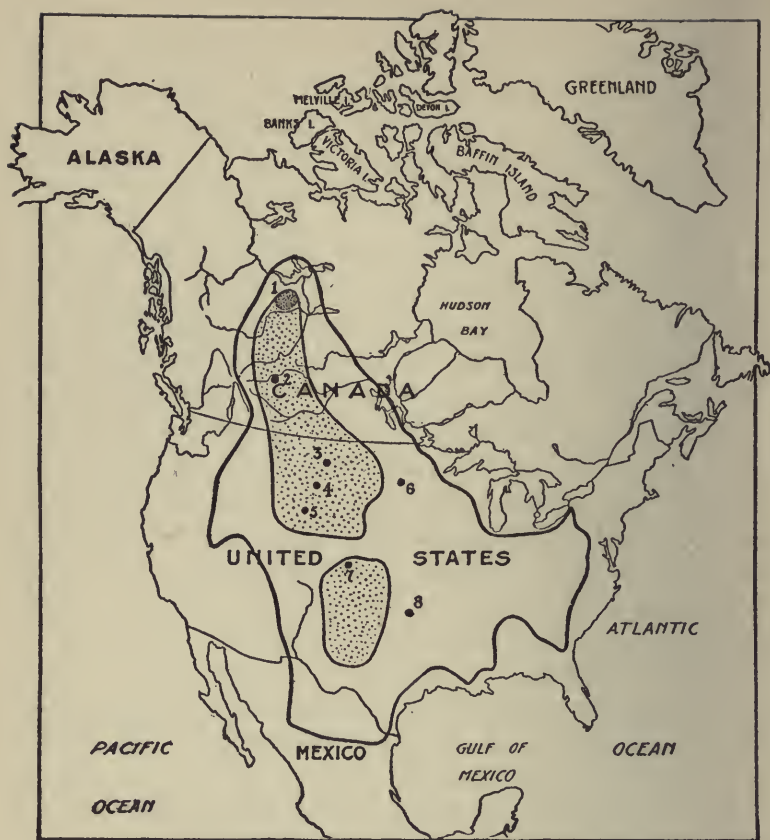 GREENLAND
MELVILLE I.
DEVON I.
BANKS I.
VICTORIA I.
BAFFIN ISLAND
ALASKA
HUDSON
BAY
1
2
CANADA
3
4
5
6
UNITED STATES
7
8
ATLANTIC
OCEAN
PACIFIC
OCEAN
MEXICO
GULF OF
MEXICO